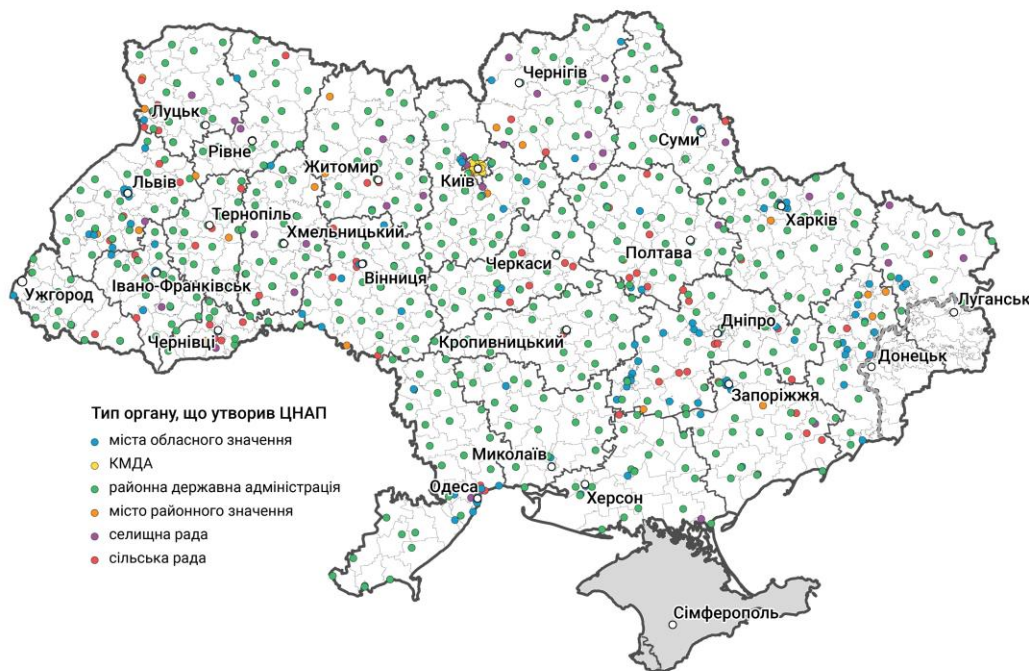 Чернігів
Луцьк
Рівне
Суми
Житомир
Київ
Львів
Тернопіль
Хмельницький
Харків
Полтава
Черкаси
Вінниця
Івано-Франківськ
Ужгород
Луганськ
Чернівці
Кропивницький
Дніпро
Донецьк
Запоріжжя
Тип органу, що утворив ЦНАП
міста обласного значення
КМДА
районна державна адміністрація
місто районного значення
селищна рада
сільська рада
Миколаїв
Одеса
Херсон
Сімферополь